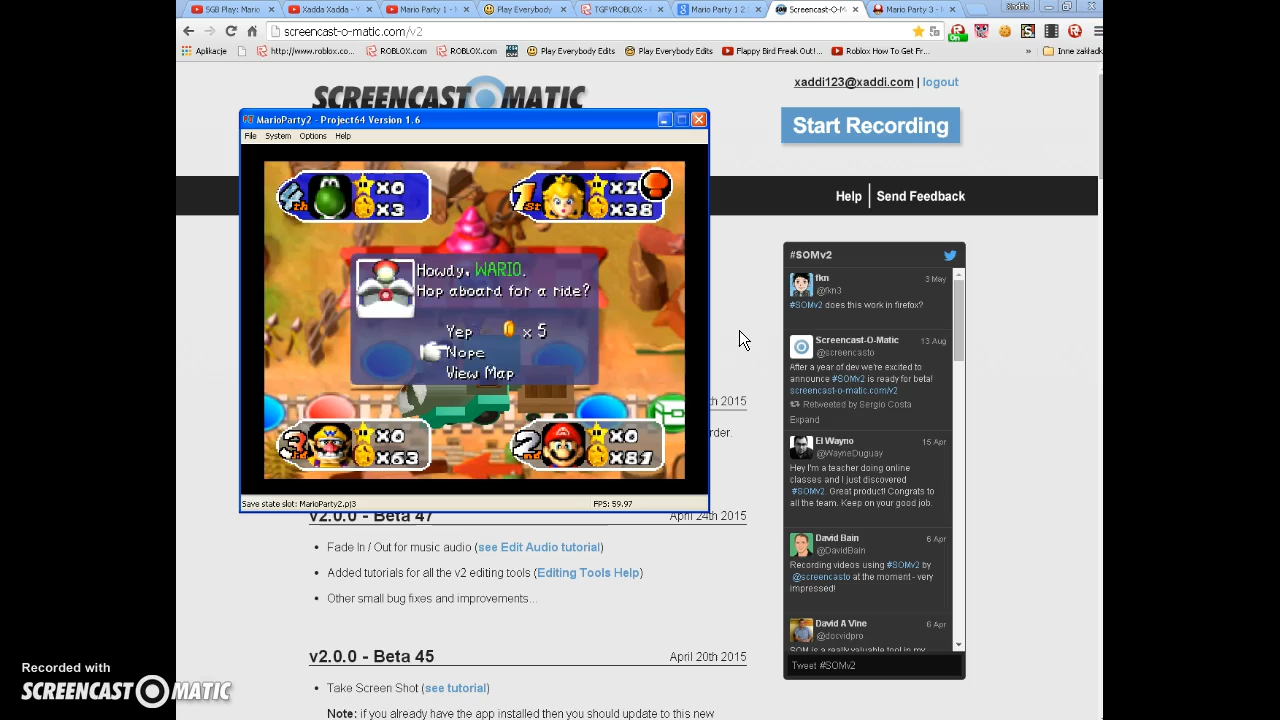 SGB Play: Mario
Xadda Xadda - Y
Mario Party 1 -
Play Everybody
TGFYROBLOX -
Mario Party 1 2
Screencast-O-M
Mario Party 3 -
Xaddn
screencast-o-matic.com/v2
On
Aplikacje
http://www.roblox.co...
ROBLOX.com
ROBLOX.com
Play Everybody Edits
Play Everybody Edits
Flappy Bird Freak Out!...
Roblox How To Get Fr...
»
Inne zakładki
SCREENCAST MATIC
xaddi123@xaddi.com | logout
Start Recording
Help | Send Feedback
MarioParty2 - Project64 Version 1.6
File System Options Help
4th x0
x3
1st x2
x38
Howdy, WARIO.
Hop aboard for a ride?
Yep x 5
Nope
View Map
3rd x0
x63
2nd x0
x81
Save state slot: MarioParty2.pj3 FPS: 59.97
th 2015
rder.
v2.0.0 - Beta 47 April 24th 2015
• Fade In / Out for music audio (see Edit Audio tutorial)
• Added tutorials for all the v2 editing tools (Editing Tools Help)
• Other small bug fixes and improvements...
v2.0.0 - Beta 45 April 20th 2015
• Take Screen Shot (see tutorial)
Note: if you already have the app installed then you should update to this new
#SOMv2
fkn 3 May
@fkn3
#SOMv2 does this work in firefox?
Screencast-O-Matic 13 Aug
@screencasto
After a year of dev we're excited to
announce #SOMv2 is ready for beta!
screencast-o-matic.com/v2
Retweeted by Sergio Costa
Expand
El Wayno 15 Apr
@WayneDuguay
Hey I'm a teacher doing online
classes and I just discovered
#SOMv2. Great product! Congrats to
all the team. Keep on your good job.
David Bain 6 Apr
@DavidBain
Recording videos using #SOMv2 by
@screencasto at the moment - very
impressed!
David A Vine 6 Apr
@docvidpro
SOM is a really valuable tool in my
Tweet #SOMv2
Recorded with
SCREENCAST MATIC